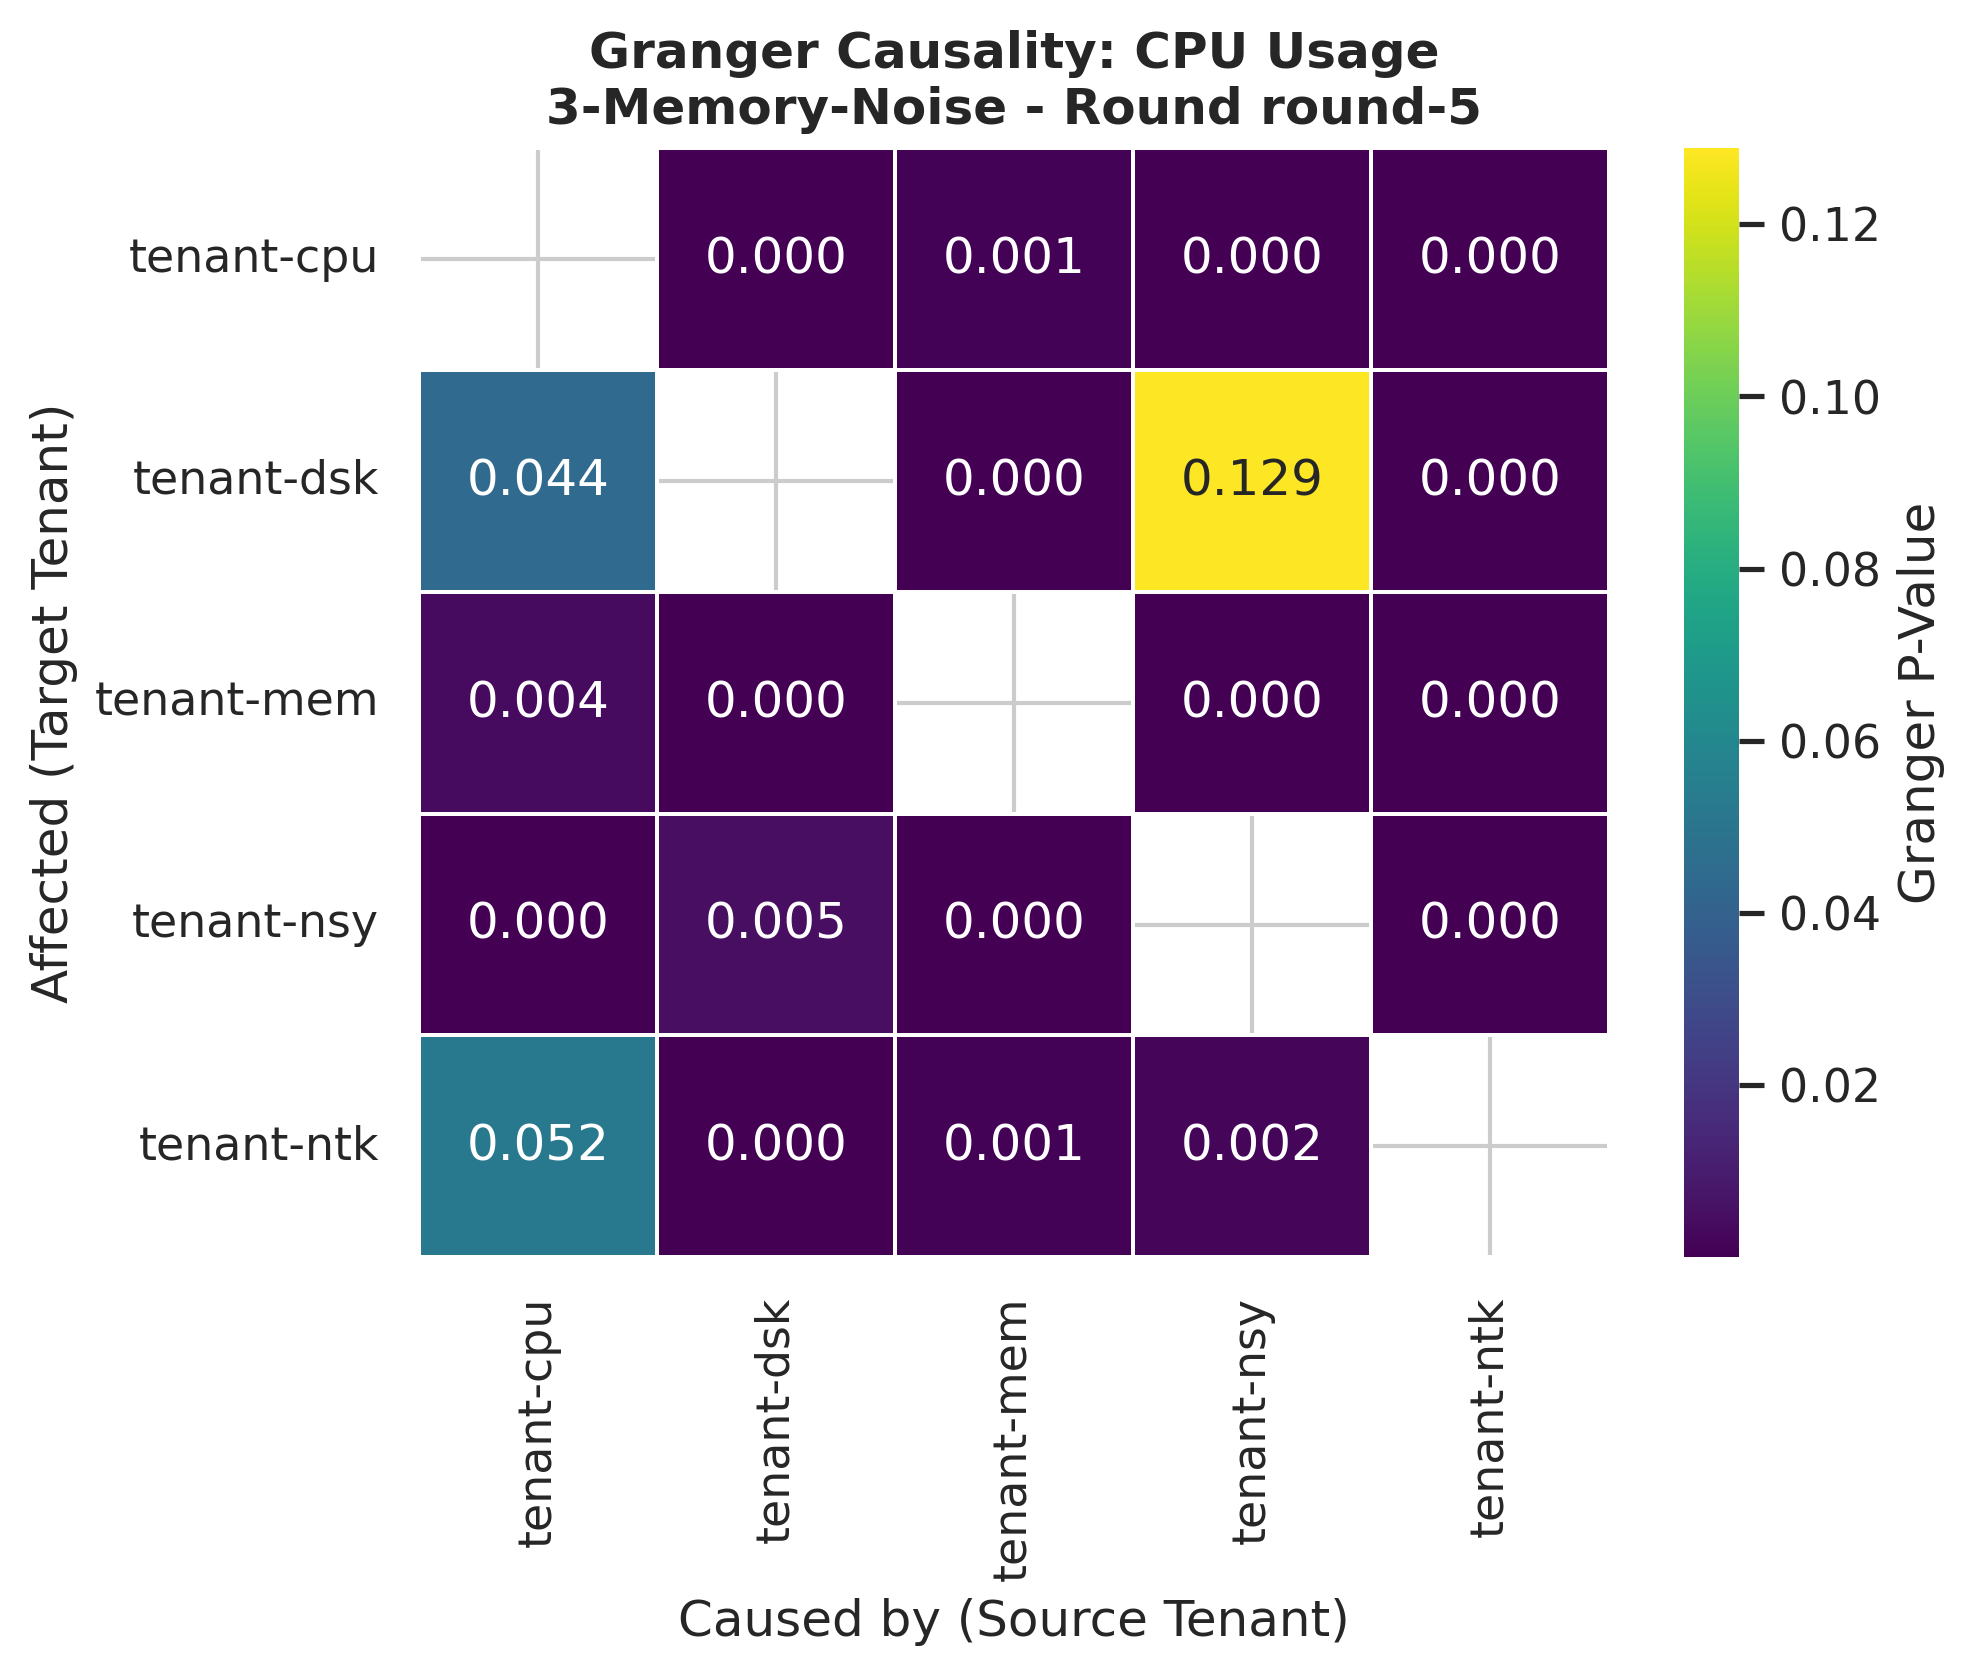 Granger Causality: CPU Usage
3-Memory-Noise - Round round-5
Affected (Target Tenant)
tenant-cpu 0.000 0.001 0.000 0.000
tenant-dsk 0.044 0.000 0.129 0.000
tenant-mem 0.004 0.000 0.000 0.000
tenant-nsy 0.000 0.005 0.000 0.000
tenant-ntk 0.052 0.000 0.001 0.002
tenant-cpu
tenant-dsk
tenant-mem
tenant-nsy
tenant-ntk
Caused by (Source Tenant)
0.12
0.10
0.08
0.06
0.04
0.02
Granger P-Value